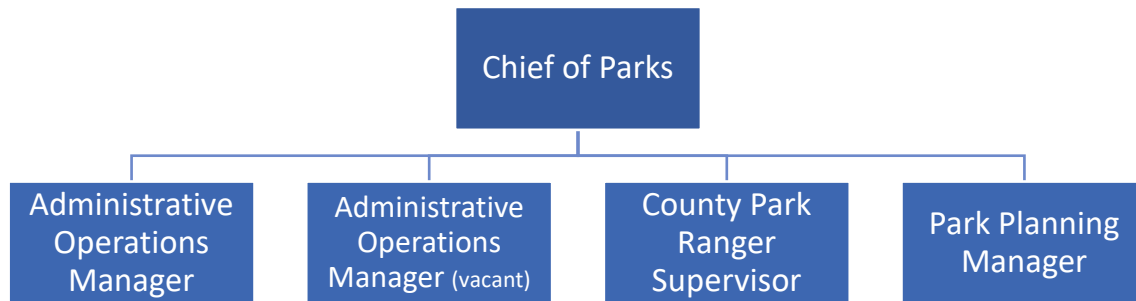 Chief of Parks
Administrative
Operations
Manager
Administrative
Operations
Manager (vacant)
County Park
Ranger
Supervisor
Park Planning
Manager